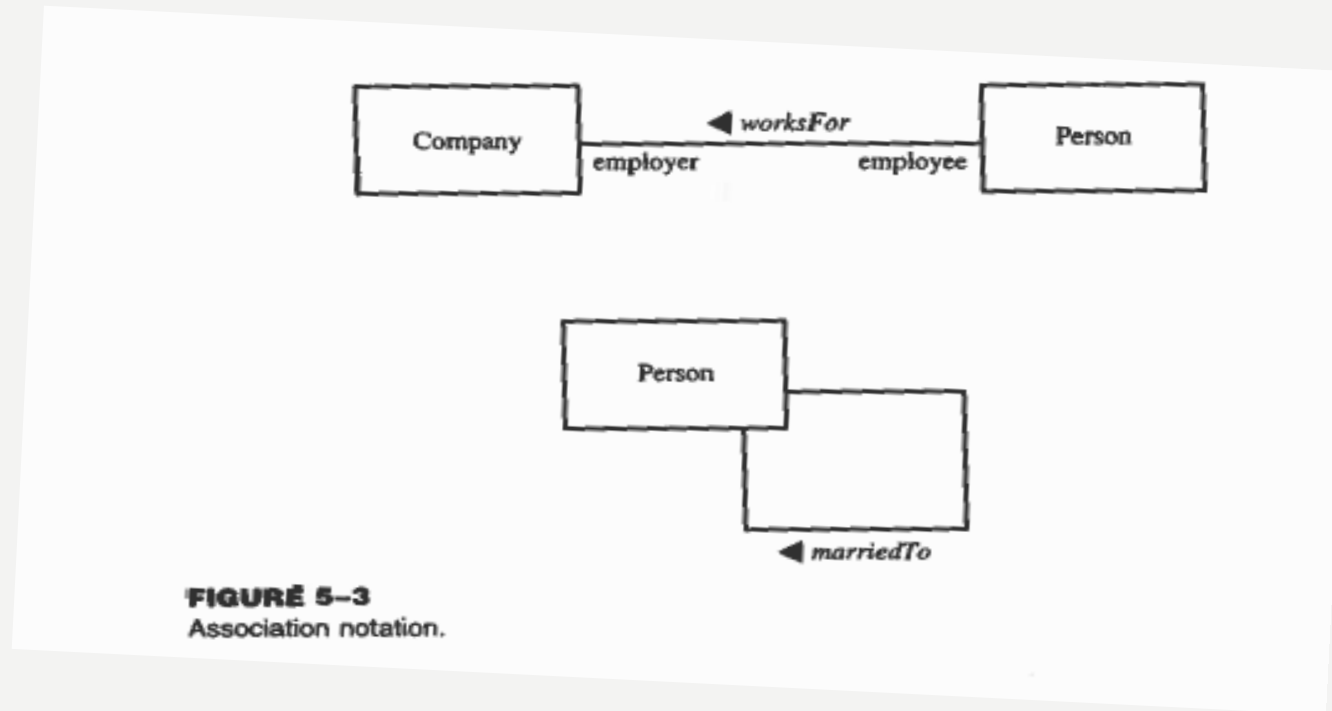 Company
◀ worksFor
employer
employee
Person
Person
◀ marriedTo
FIGURE 5–3
Association notation.